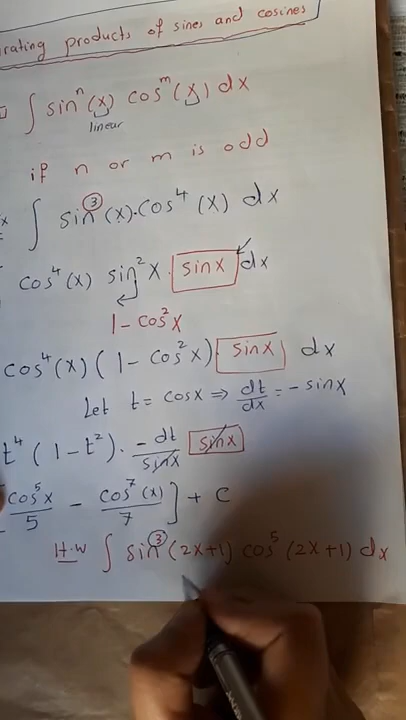 rating products of sines and cosines
∫ sinⁿ (x) cosᵐ (x) dx
linear
if n or m is odd
∫ sin³ (x).cos⁴ (x) dx
cos⁴(x) sin²x . sinx dx
1 - cos²x
cos⁴(x) (1 - cos²x) sinx dx
Let t = cosx ⇒ dt/dx = - sinx
t⁴ (1 - t²) . -dt/sinx sinx
cos⁵x/5 - cos⁷(x)/7 ] + C
H.w ∫ sin³ (2x+1) cos⁵ (2x+1) dx